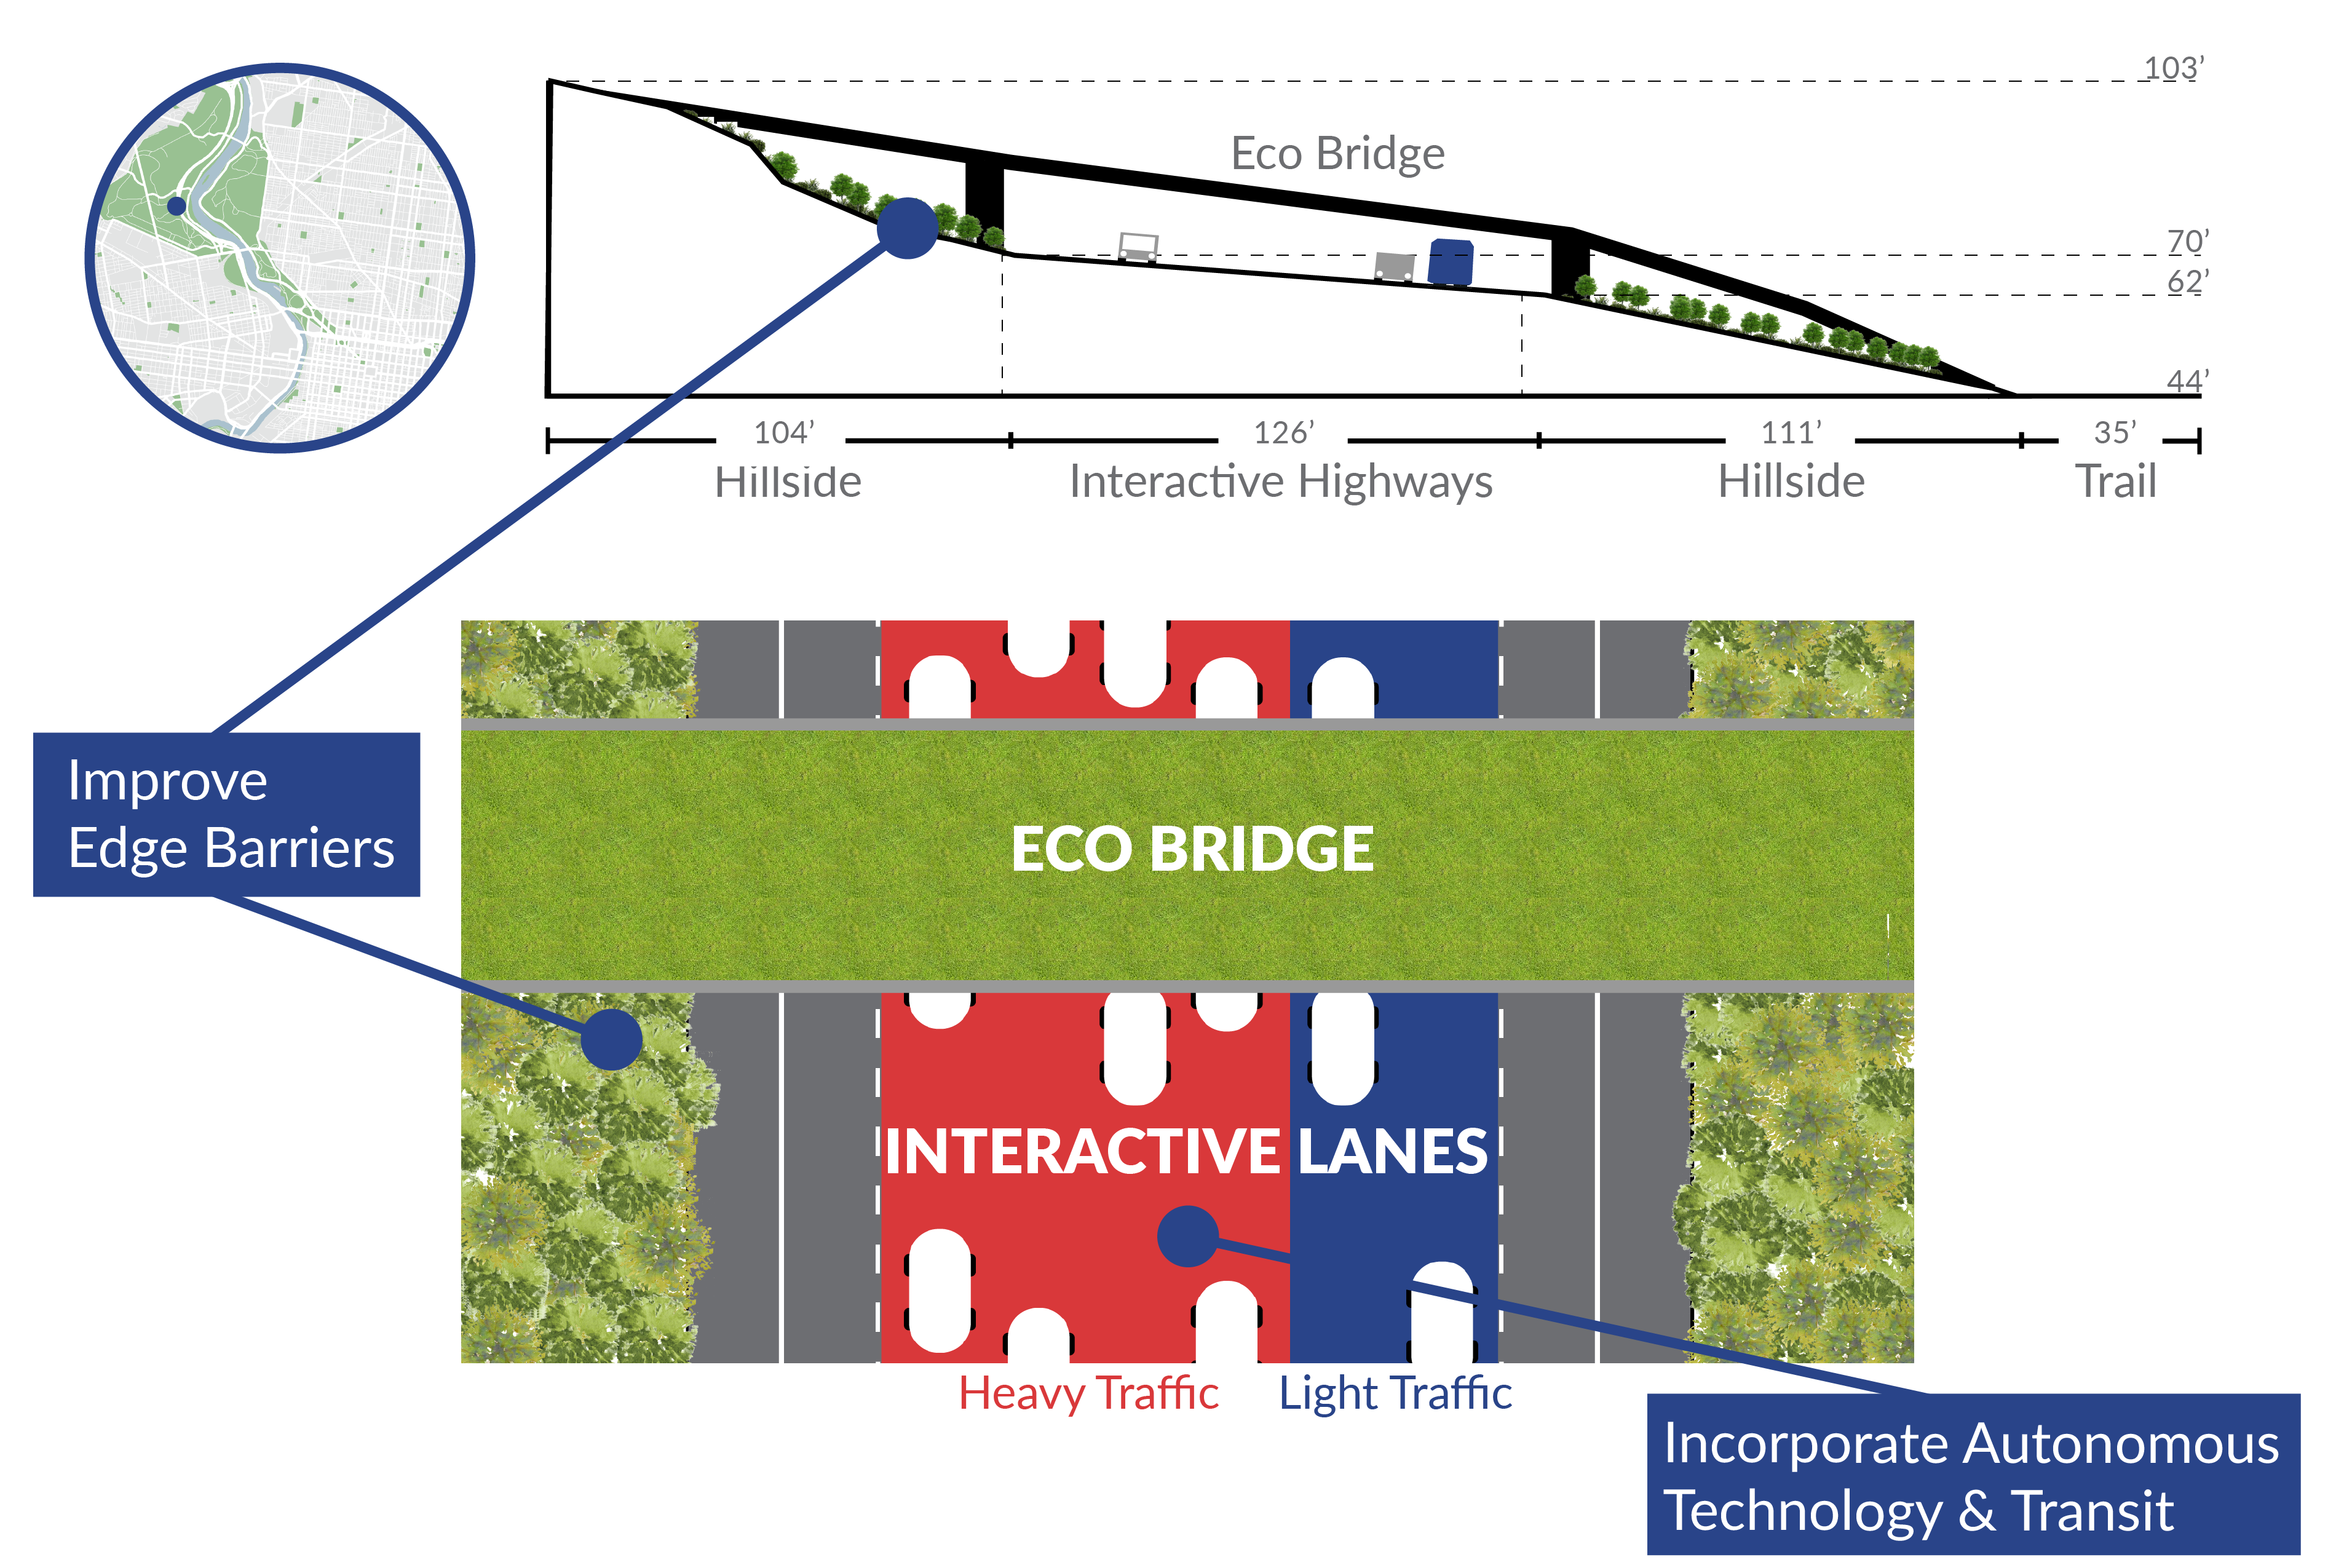 103’
Eco Bridge
70’
62’
44’
104’ 126’ 111’ 35’
Hillside Interactive Highways Hillside Trail
Improve
Edge Barriers
ECO BRIDGE
INTERACTIVE LANES
Heavy Traffic Light Traffic
Incorporate Autonomous
Technology & Transit